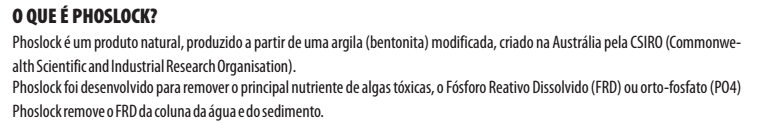 O QUE É PHOSLOCK?
Phoslock é um produto natural, produzido a partir de uma argila (bentonita) modificada, criado na Austrália pela CSIRO (Commonwe-
alth Scientific and Industrial Research Organisation).
Phoslock foi desenvolvido para remover o principal nutriente de algas tóxicas, o Fósforo Reativo Dissolvido (FRD) ou orto-fosfato (PO4)
Phoslock remove o FRD da coluna da água e do sedimento.